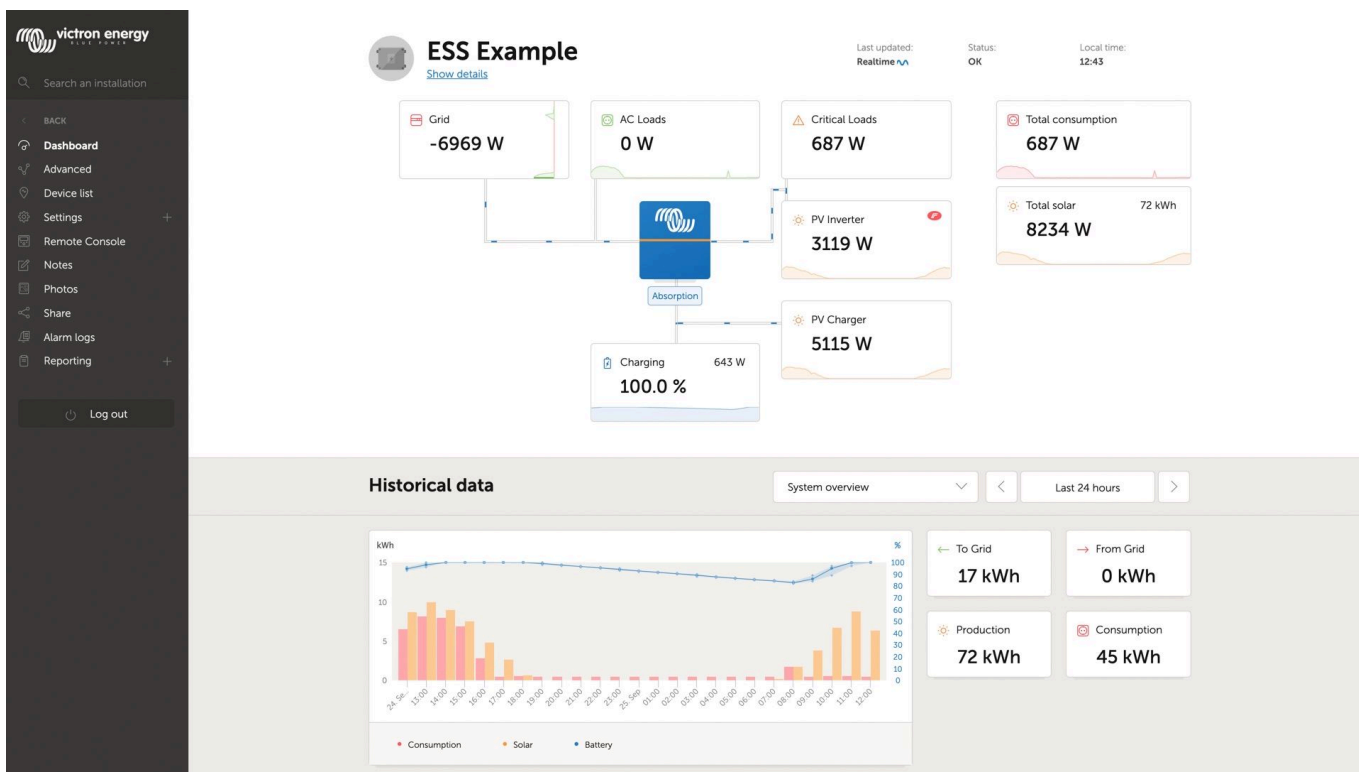 victron energy
BLUE POWER
Search an installation
BACK
Dashboard
Advanced
Device list
Settings
Remote Console
Notes
Photos
Share
Alarm logs
Reporting
Log out
ESS Example
Show details
Last updated:
Realtime
Status:
OK
Local time:
12:43
Grid
-6969 W
AC Loads
0 W
Critical Loads
687 W
Total consumption
687 W
PV Inverter
3119 W
Total solar 72 kWh
8234 W
Absorption
PV Charger
5115 W
Charging 643 W
100.0 %
Historical data
System overview
Last 24 hours
kWh
%
15
10
5
0
100
90
80
70
60
50
40
30
20
10
0
24. Se...
13:00
14:00
15:00
16:00
17:00
18:00
19:00
20:00
21:00
22:00
23:00
25. Sep
01:00
02:00
03:00
04:00
05:00
06:00
07:00
08:00
09:00
10:00
11:00
12:00
Consumption
Solar
Battery
To Grid
17 kWh
From Grid
0 kWh
Production
72 kWh
Consumption
45 kWh